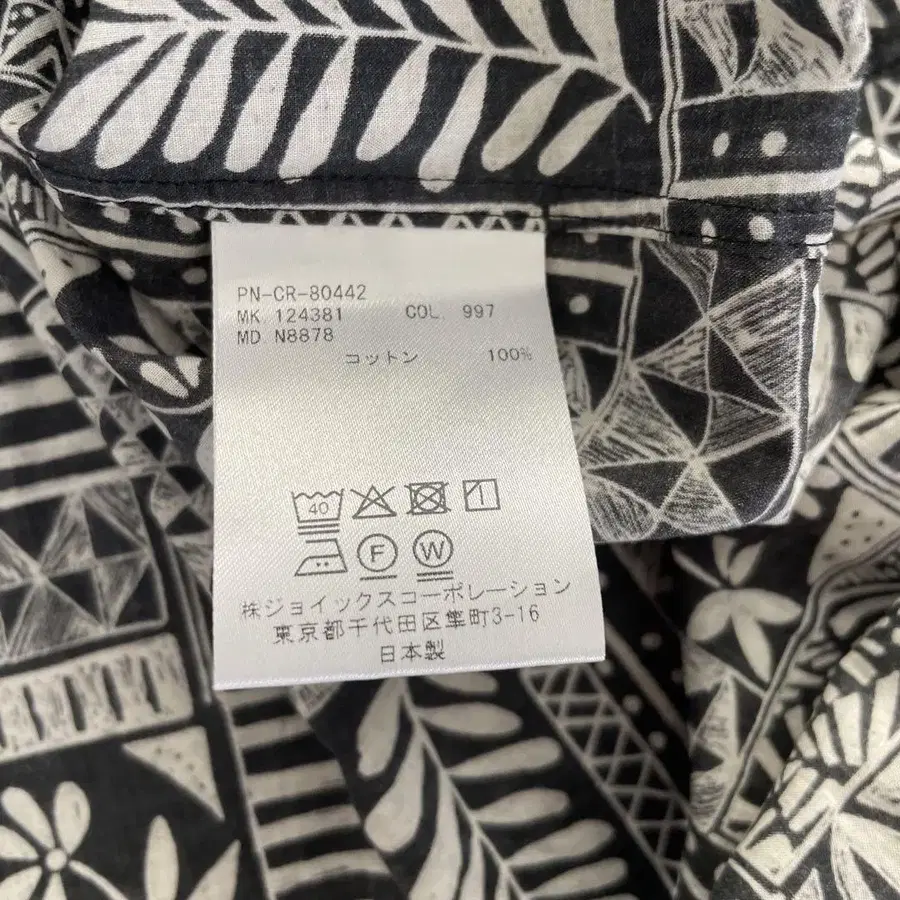 PN-CR-80442
MK 124381 COL. 997
MD N8878
コットン 100%
40
F W
株ジョイックスコーポレーション
東京都千代田区隼町3-16
日本製